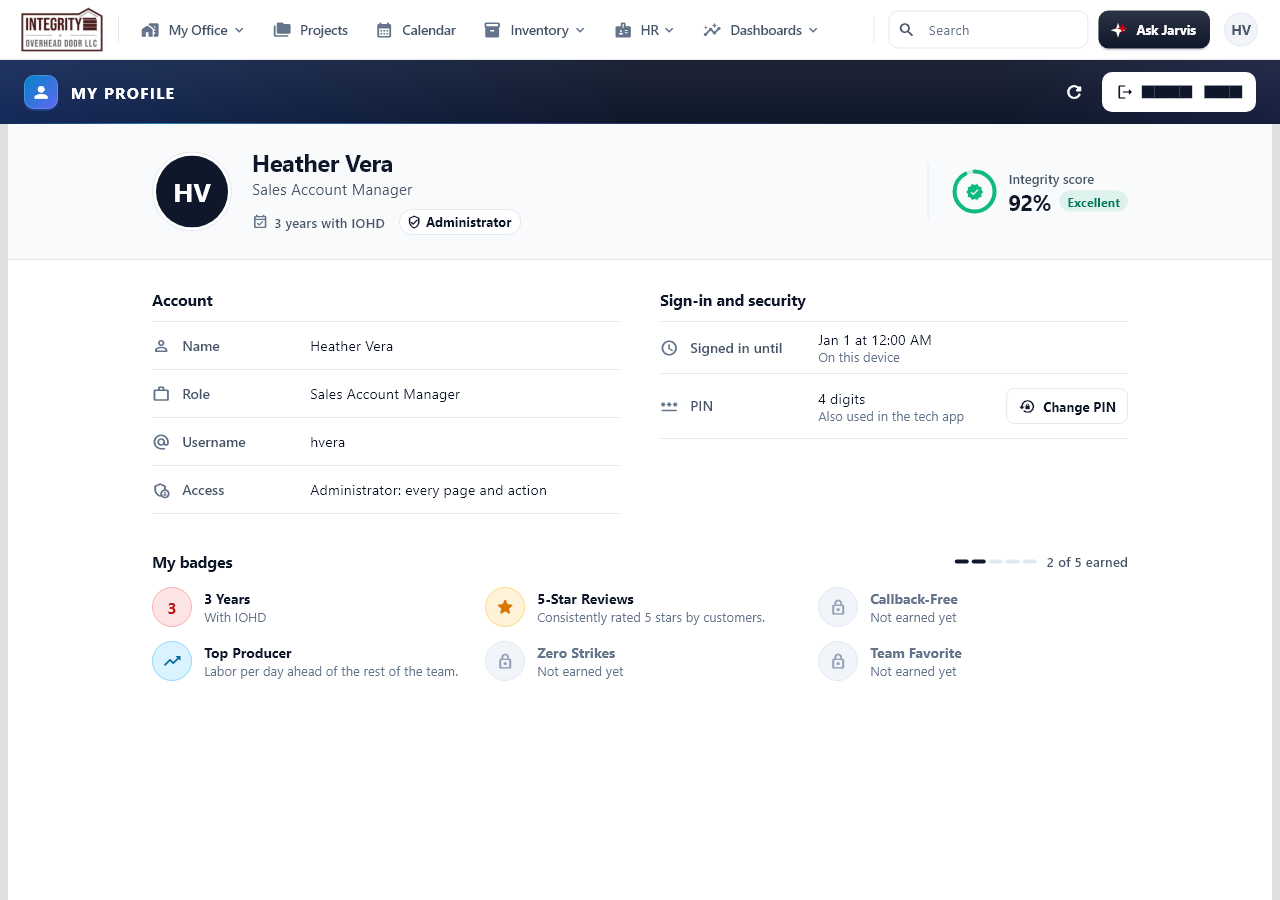 INTEGRITY
OVERHEAD DOOR LLC
My Office
Projects
Calendar
Inventory
HR
Dashboards
Search
Ask Jarvis
HV
MY PROFILE
HV
Heather Vera
Sales Account Manager
3 years with IOHD
Administrator
Integrity score
92% Excellent
Account
Name Heather Vera
Role Sales Account Manager
Username hvera
Access Administrator: every page and action
Sign-in and security
Signed in until Jan 1 at 12:00 AM
On this device
PIN 4 digits
Also used in the tech app
Change PIN
My badges
2 of 5 earned
3
3 Years
With IOHD
5-Star Reviews
Consistently rated 5 stars by customers.
Callback-Free
Not earned yet
Top Producer
Labor per day ahead of the rest of the team.
Zero Strikes
Not earned yet
Team Favorite
Not earned yet